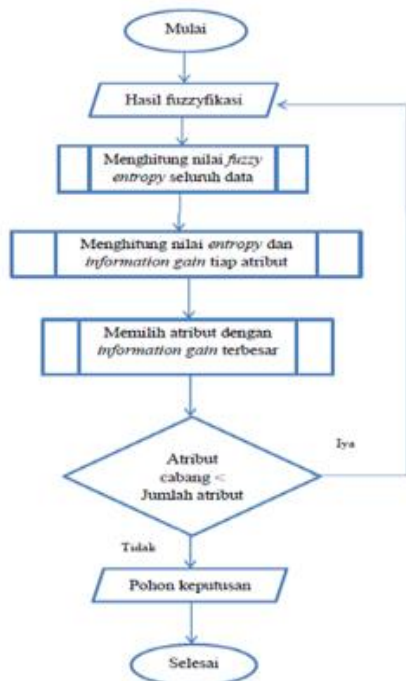 Mulai
Hasil fuzzyfikasi
Menghitung nilai fuzzy
entropy seluruh data
Menghitung nilai entropy dan
information gain tiap atribut
Memilih atribut dengan
information gain terbesar
Iya
Atribut
cabang <
Jumlah atribut
Tidak
Pohon keputusan
Selesai